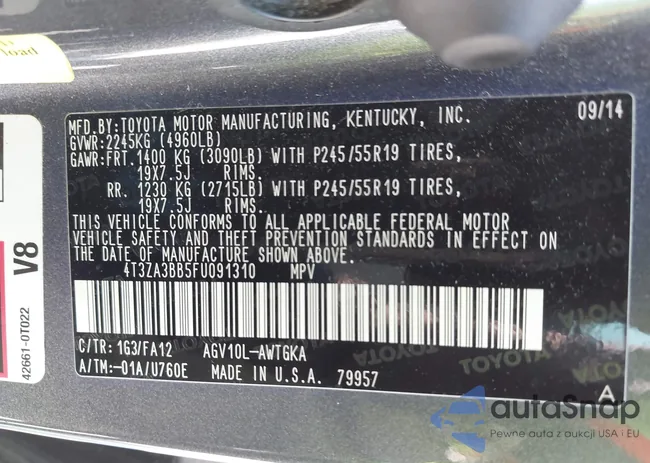 load
MFD.BY:TOYOTA MOTOR MANUFACTURING, KENTUCKY, INC. 09/14
GVWR:2245KG (4960LB)
GAWR:FRT. 1400 KG (3090LB) WITH P245/55R19 TIRES,
19X7.5J RIMS.
RR. 1230 KG (2715LB) WITH P245/55R19 TIRES,
19X7.5J RIMS.
THIS VEHICLE CONFORMS TO ALL APPLICABLE FEDERAL MOTOR
VEHICLE SAFETY AND THEFT PREVENTION STANDARDS IN EFFECT ON
THE DATE OF MANUFACTURE SHOWN ABOVE.
4T3ZA3BB5FU091310 MPV
C/TR: 1G3/FA12 AGV10L-AWTGKA
A/TM:-01A/U760E MADE IN U.S.A. 79957
A
V8
42661-0T022
autoSnap
Pewne auta z aukcji USA i EU